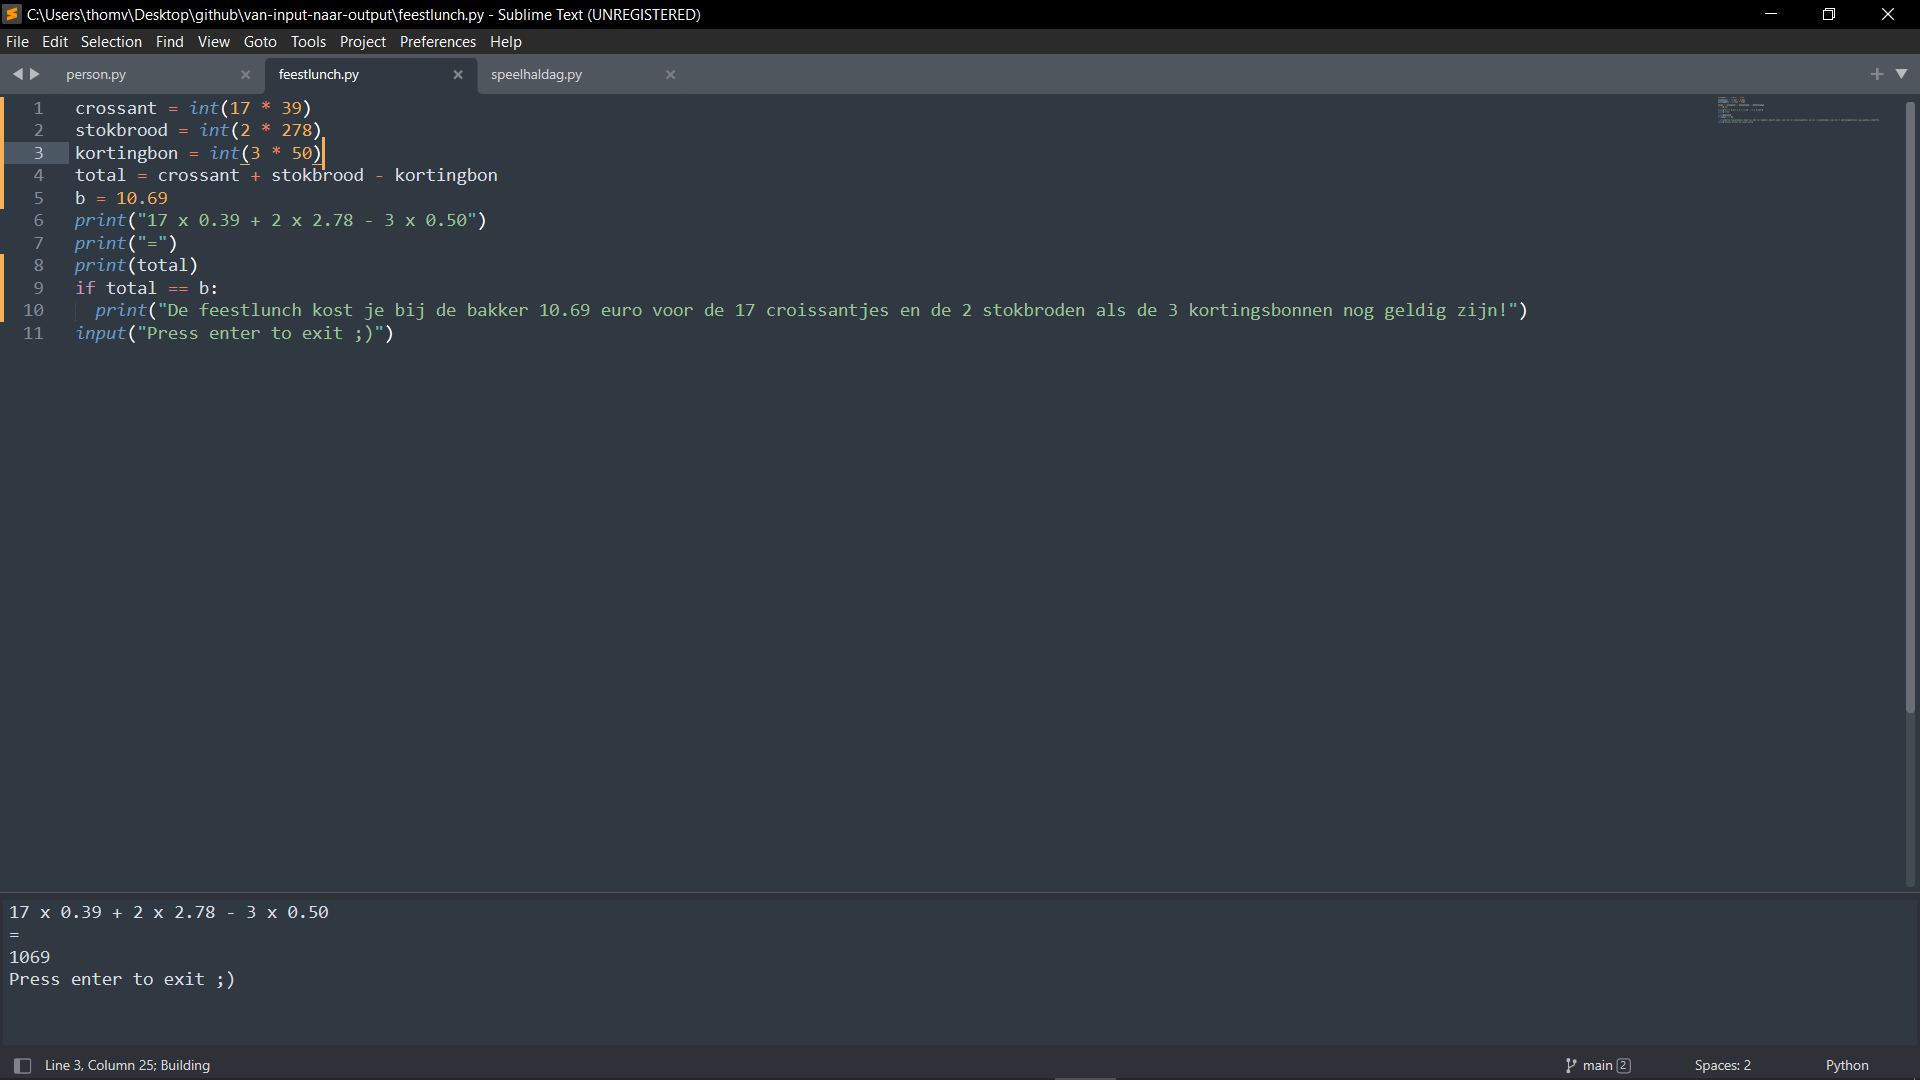 C:\Users\thomv\Desktop\github\van-input-naar-output\feestlunch.py - Sublime Text (UNREGISTERED)
File Edit Selection Find View Goto Tools Project Preferences Help
person.py × feestlunch.py × speelhaldag.py ×
1 crossant = int(17 * 39)
2 stokbrood = int(2 * 278)
3 kortingbon = int(3 * 50)
4 total = crossant + stokbrood - kortingbon
5 b = 10.69
6 print("17 x 0.39 + 2 x 2.78 - 3 x 0.50")
7 print("=")
8 print(total)
9 if total == b:
10   print("De feestlunch kost je bij de bakker 10.69 euro voor de 17 croissantjes en de 2 stokbroden als de 3 kortingsbonnen nog geldig zijn!")
11 input("Press enter to exit ;)")
17 x 0.39 + 2 x 2.78 - 3 x 0.50
=
1069
Press enter to exit ;)
Line 3, Column 25; Building main 2 Spaces: 2 Python